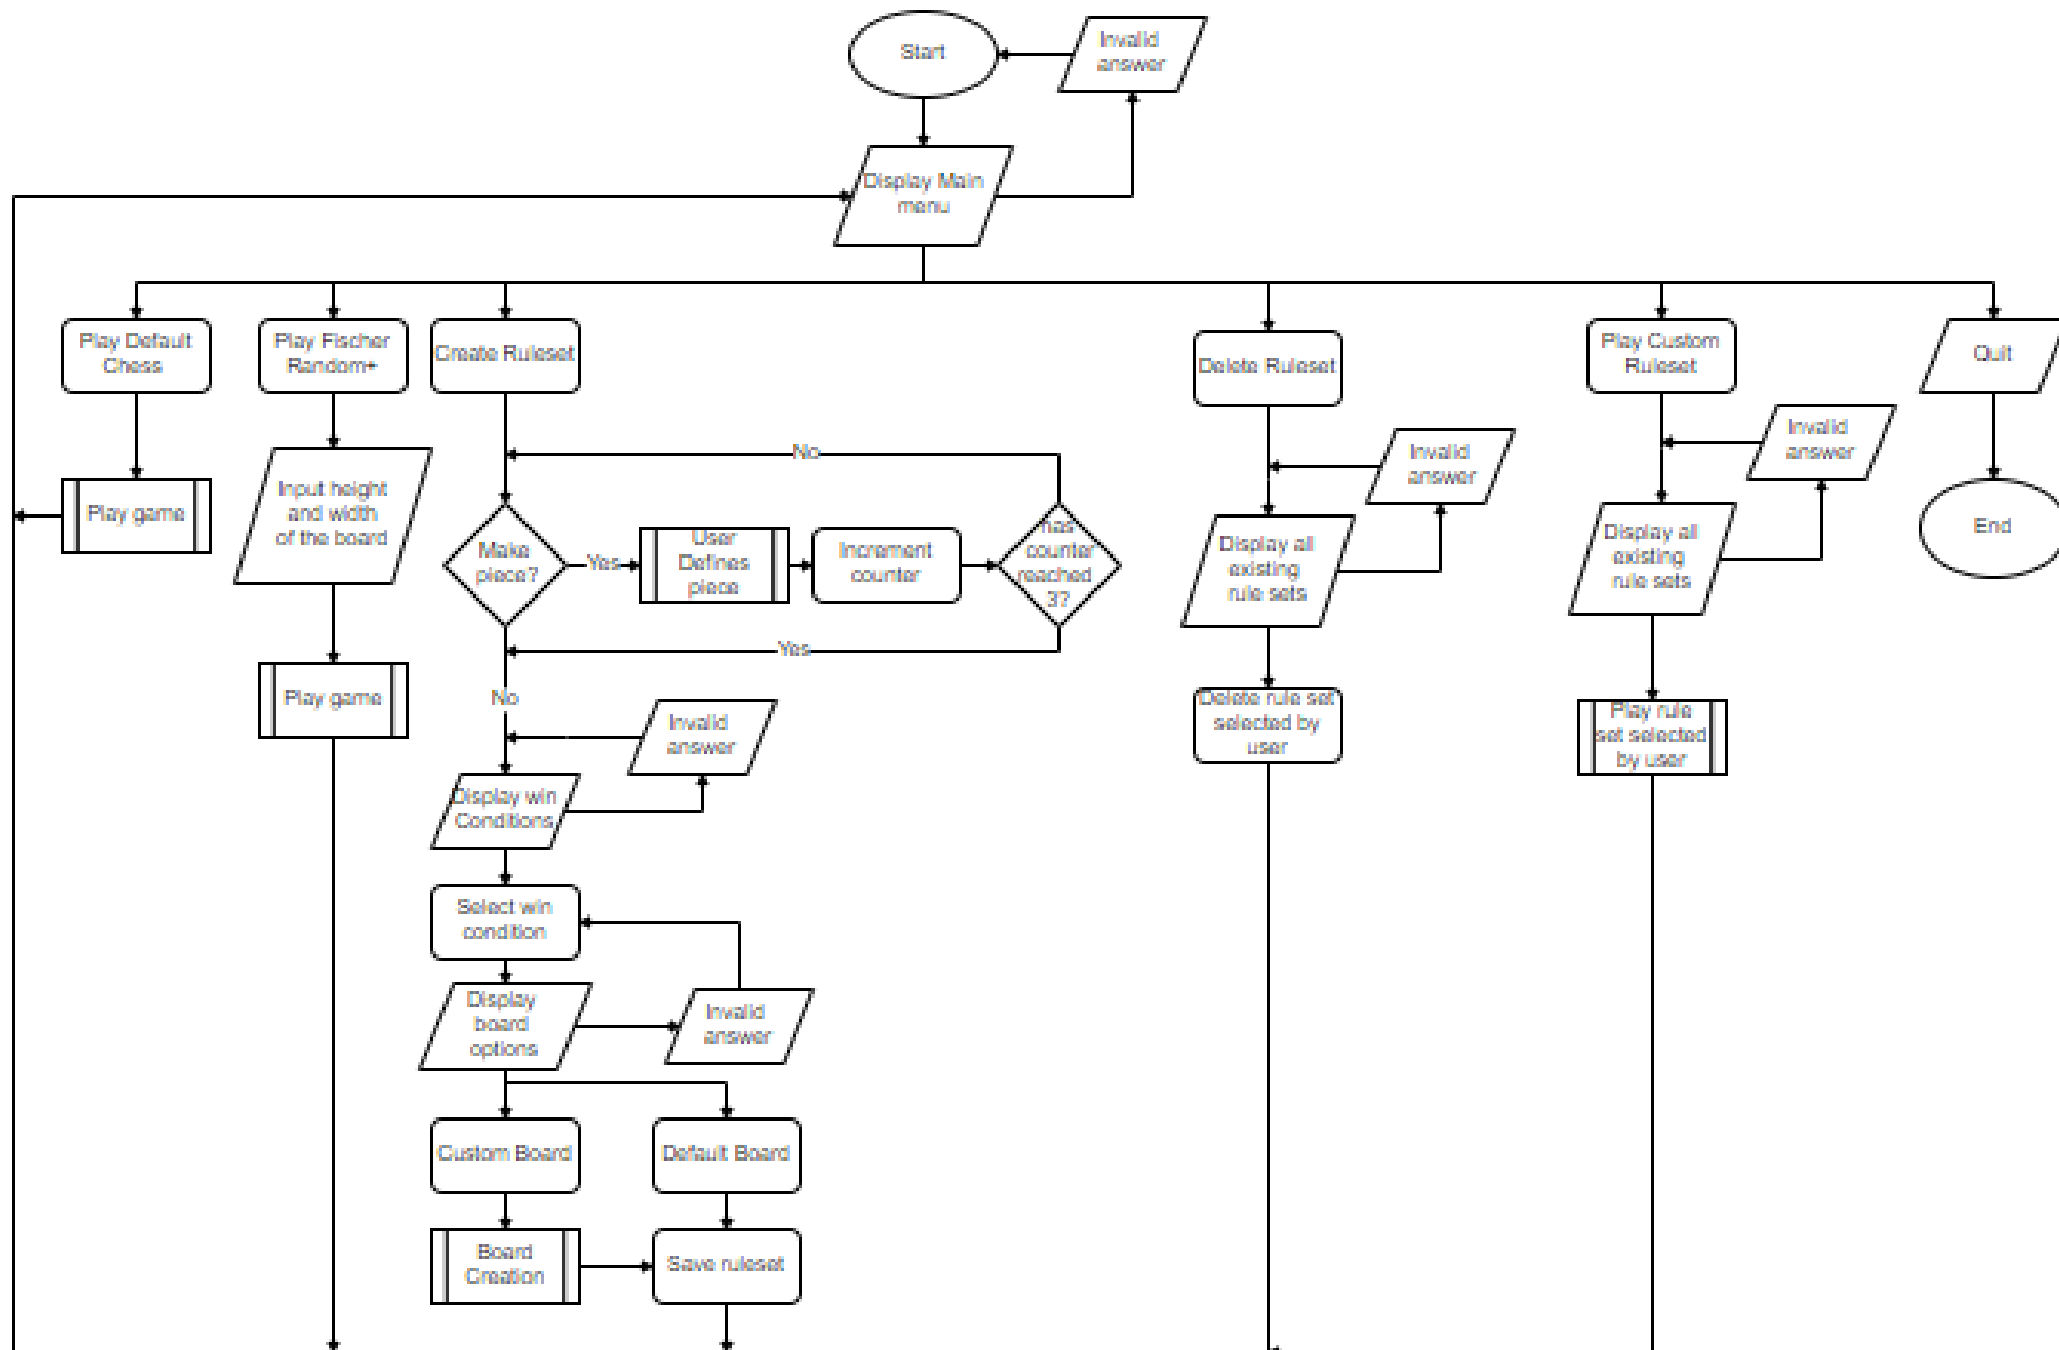 Start
Invalid
answer
Display Main
menu
Play Default
Chess
Play Fischer
Random+
Create Ruleset
Delete Ruleset
Play Custom
Ruleset
Quit
Invalid
answer
Invalid
answer
No
Play game
Input height
and width
of the board
Make
piece?
Yes
User
Defines
piece
Increment
counter
has
counter
reached
3?
Display all
existing
rule sets
Display all
existing
rule sets
End
Yes
No
Play game
Invalid
answer
Delete rule set
selected by
user
Play rule
set selected
by user
Display win
Conditions
Select win
condition
Display
board
options
Invalid
answer
Custom Board
Default Board
Board
Creation
Save ruleset